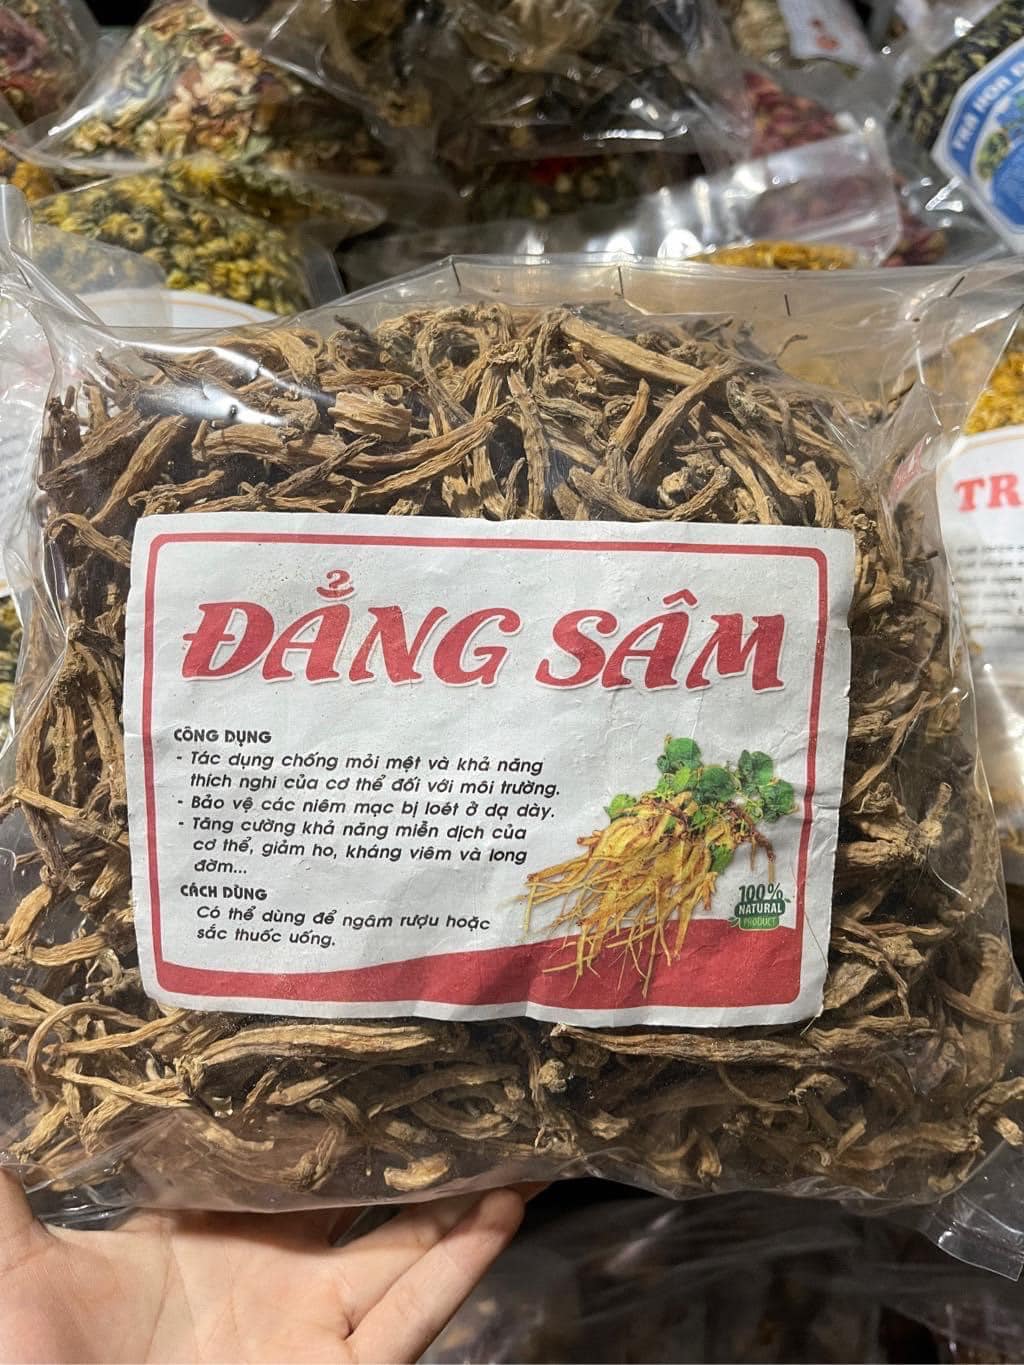 ĐẲNG SÂM
CÔNG DỤNG
- Tác dụng chống mỏi mệt và khả năng
thích nghi của cơ thể đối với môi trường.
- Bảo vệ các niêm mạc bị loét ở dạ dày.
- Tăng cường khả năng miễn dịch của
cơ thể, giảm ho, kháng viêm và long
đờm...
CÁCH DÙNG
Có thể dùng để ngâm rượu hoặc
sắc thuốc uống.
100%
NATURAL
PRODUCT
TR